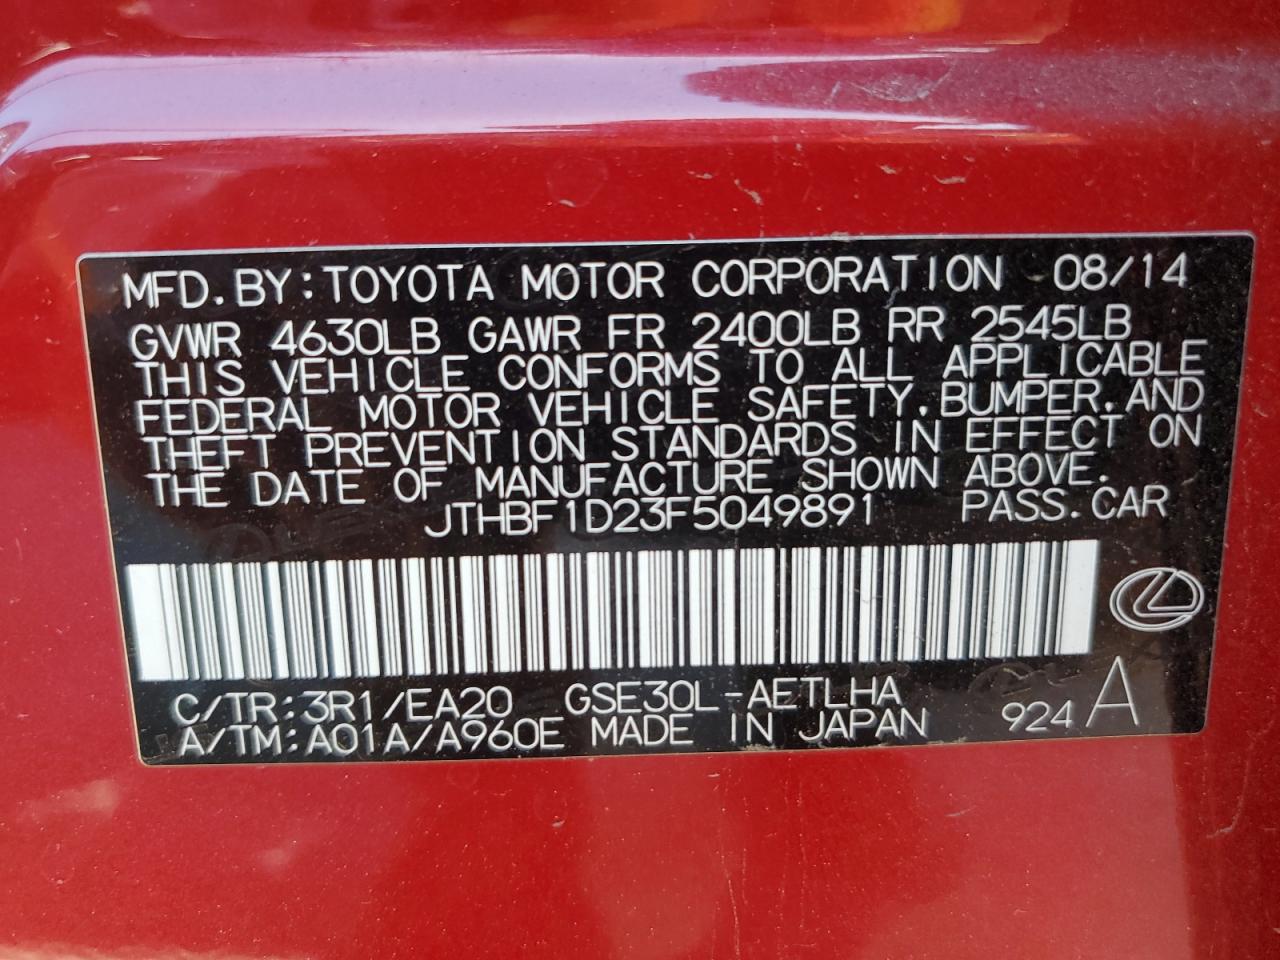 MFD.BY:TOYOTA MOTOR CORPORATION 08/14
GVWR 4630LB GAWR FR 2400LB RR 2545LB
THIS VEHICLE CONFORMS TO ALL APPLICABLE
FEDERAL MOTOR VEHICLE SAFETY,BUMPER,AND
THEFT PREVENTION STANDARDS IN EFFECT ON
THE DATE OF MANUFACTURE SHOWN ABOVE.
JTHBF1D23F5049891 PASS.CAR
C/TR:3R1/EA20 GSE30L-AETLHA
A/TM:A01A/A960E MADE IN JAPAN 924 A